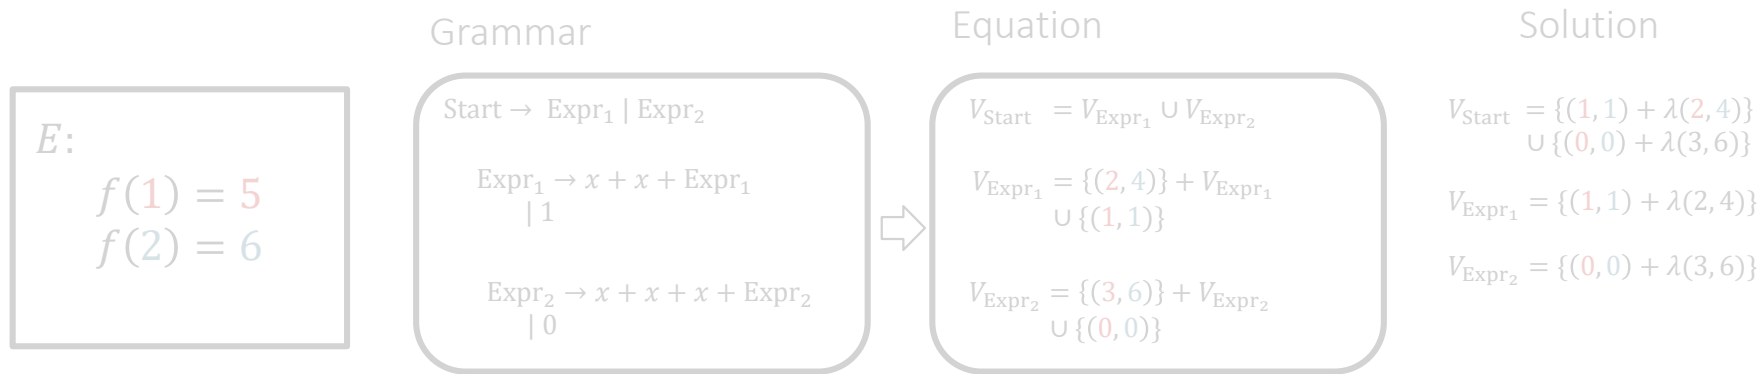 Grammar
Equation
Solution
E:
f(1) = 5
f(2) = 6
Start → Expr₁ | Expr₂
Expr₁ → x + x + Expr₁
| 1
Expr₂ → x + x + x + Expr₂
| 0
V_Start = V_Expr₁ ∪ V_Expr₂
V_Expr₁ = {(2, 4)} + V_Expr₁
∪ {(1, 1)}
V_Expr₂ = {(3, 6)} + V_Expr₂
∪ {(0, 0)}
V_Start = {(1, 1) + λ(2, 4)}
∪ {(0, 0) + λ(3, 6)}
V_Expr₁ = {(1, 1) + λ(2, 4)}
V_Expr₂ = {(0, 0) + λ(3, 6)}